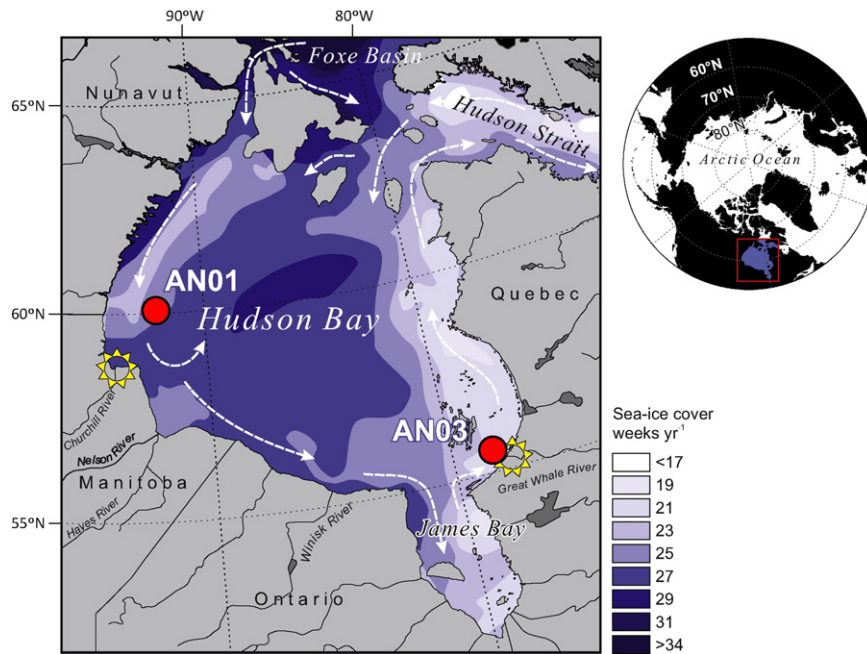 90°W
80°W
Foxe Basin
Nunavut
65°N
Hudson Strait
AN01
60°N
Hudson Bay
Quebec
Churchill River
AN03
Nelson River
Great Whale River
Manitoba
Hayes River
Winisk River
55°N
James Bay
Ontario
60°N
70°N
80°N
Arctic Ocean
Sea-ice cover
weeks yr⁻¹
<17
19
21
23
25
27
29
31
>34